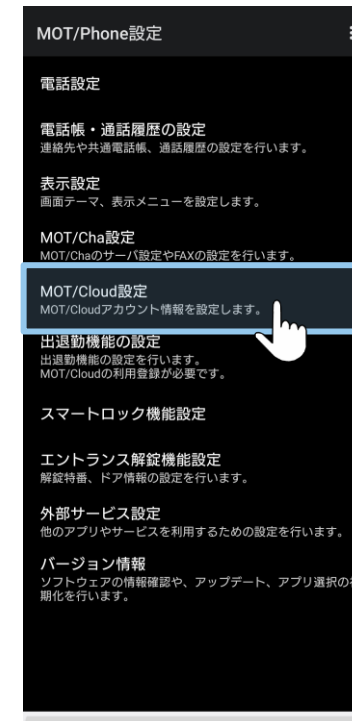 MOT/Phone設定
電話設定
電話帳・通話履歴の設定
連絡先や共通電話帳、通話履歴の設定を行います。
表示設定
画面テーマ、表示メニューを設定します。
MOT/Cha設定
MOT/Chaのサーバ設定やFAXの設定を行います。
MOT/Cloud設定
MOT/Cloudアカウント情報を設定します。
出退勤機能の設定
出退勤機能の設定を行います。
MOT/Cloudの利用登録が必要です。
スマートロック機能設定
エントランス解錠機能設定
解錠特番、ドア情報の設定を行います。
外部サービス設定
他のアプリやサービスを利用するための設定を行います。
バージョン情報
ソフトウェアの情報確認や、アップデート、アプリ選択の初
期化を行います。